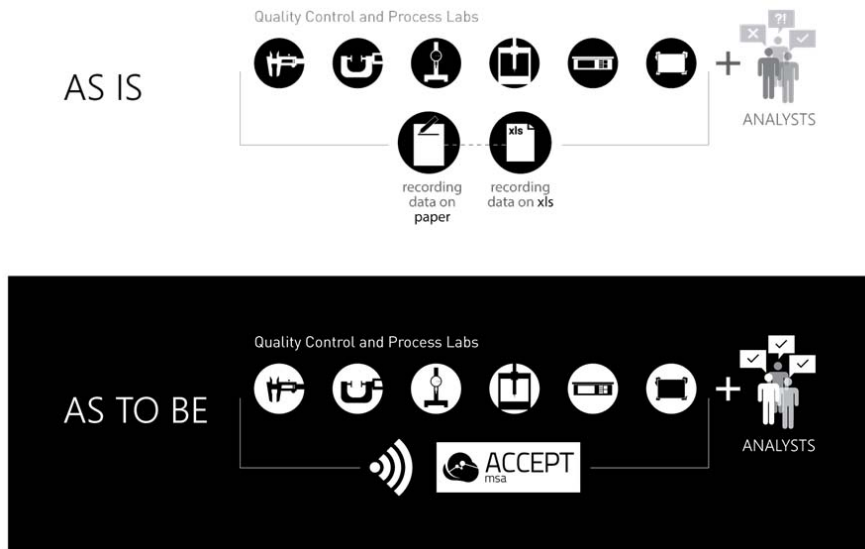 Quality Control and Process Labs
?!
AS IS
+
ANALYSTS
xls
recording
data on
paper
recording
data on xls
Quality Control and Process Labs
AS TO BE
+
ANALYSTS
ACCEPT
msa